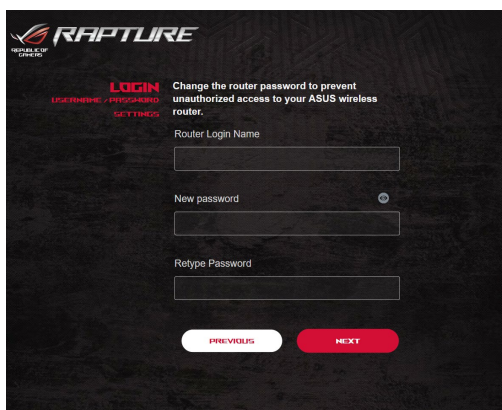 REPUBLIC OF
GAMERS
RAPTURE
LOGIN
USERNAME / PASSWORD
SETTINGS
Change the router password to prevent
unauthorized access to your ASUS wireless
router.
Router Login Name
New password
Retype Password
PREVIOUS
NEXT